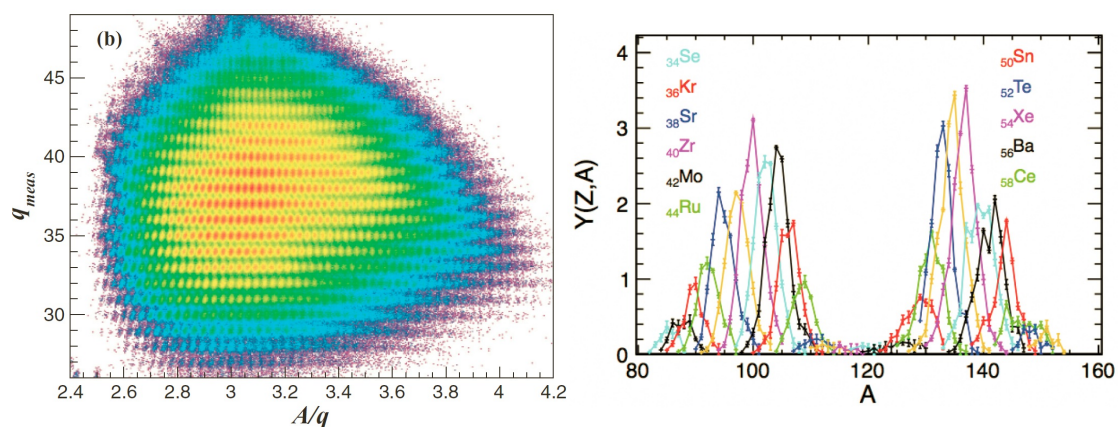 (b)
q_meas
45
40
35
30
2.4 2.6 2.8 3 3.2 3.4 3.6 3.8 4 4.2
A/q
Y(Z,A)
4
3
2
1
0
34Se
36Kr
38Sr
40Zr
42Mo
44Ru
50Sn
52Te
54Xe
56Ba
58Ce
80 100 120 140 160
A